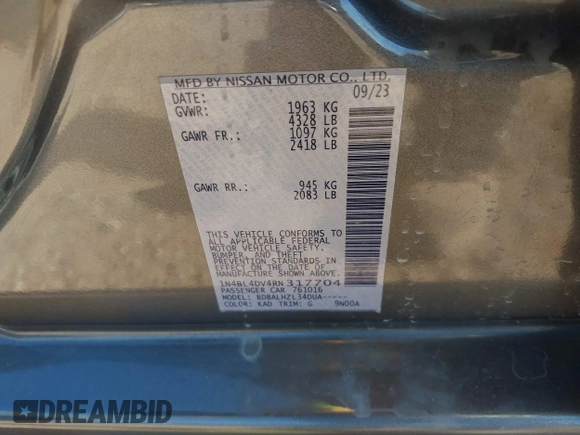 MFD BY NISSAN MOTOR CO., LTD.
DATE: 09/23
GVWR: 1963 KG
4328 LB
GAWR FR.: 1097 KG
2418 LB
GAWR RR.: 945 KG
2083 LB
THIS VEHICLE CONFORMS TO
ALL APPLICABLE FEDERAL
MOTOR VEHICLE SAFETY,
BUMPER, AND THEFT
PREVENTION STANDARDS IN
EFFECT ON THE DATE OF
MANUFACTURE SHOWN ABOVE.
1N4BL4DV4RN317704
PASSENGER CAR 761016
MODEL: BDBALHZL34DUA-----
COLOR: KAD TRIM: G 9N00A
DREAMBID